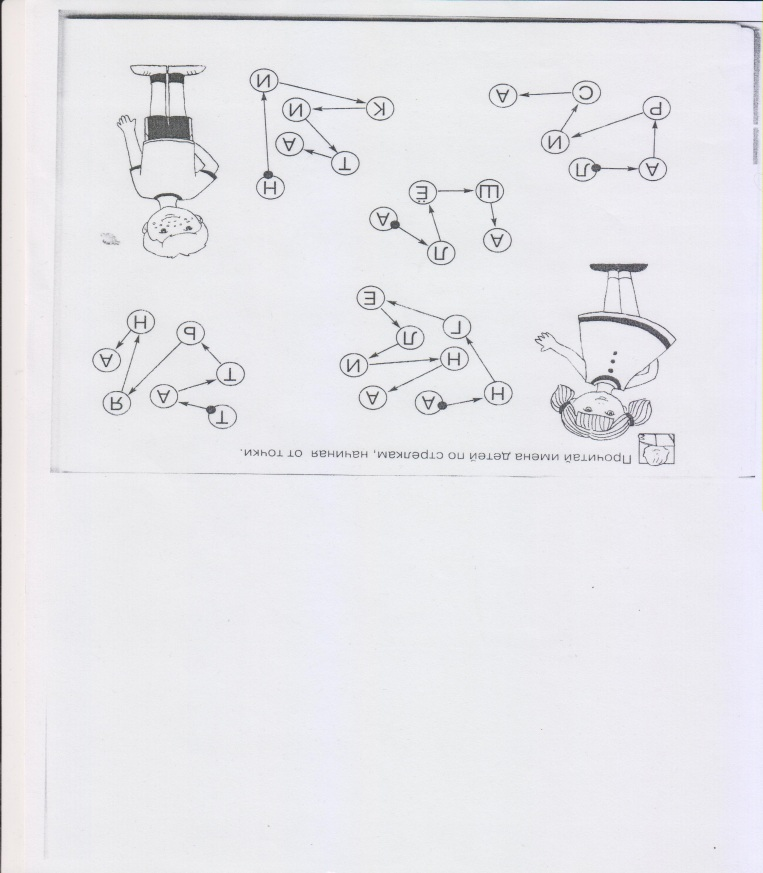 Прочитай имена детей по стрелкам, начиная от точки.
А Н Г Е Л И Н А
Т А Т Ь Я Н А
А Л Ё Ш А
Л А Р И С А
Н И К И Т А